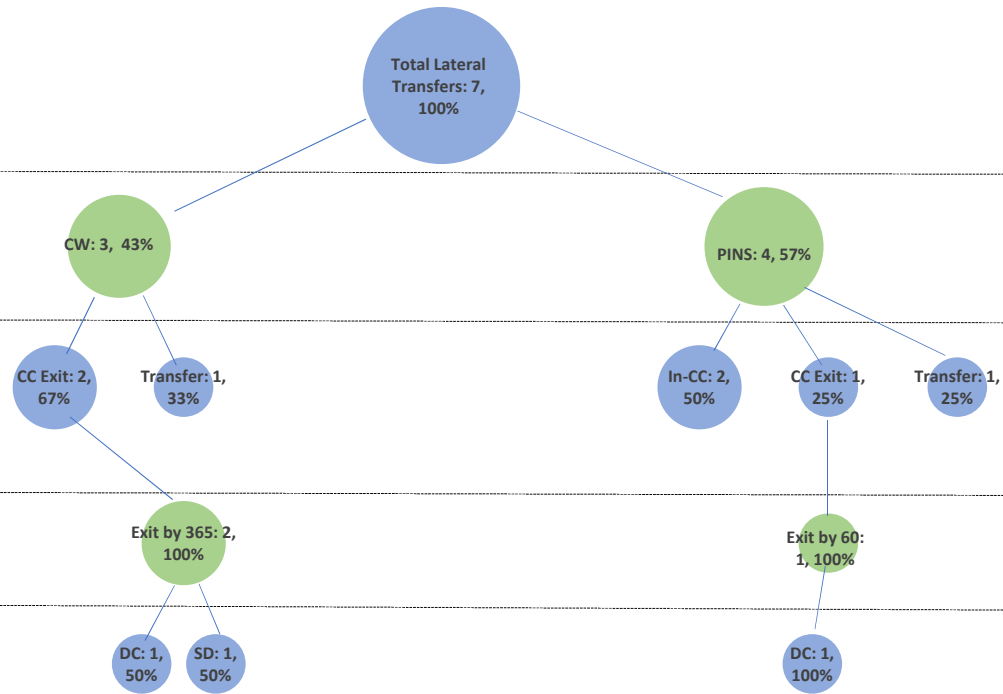 Total Lateral
Transfers: 7,
100%
CW: 3,  43%
PINS: 4, 57%
CC Exit: 2,
67%
Transfer: 1,
33%
In-CC: 2,
50%
CC Exit: 1,
25%
Transfer: 1,
25%
Exit by 365: 2,
100%
Exit by 60:
1, 100%
DC: 1,
50%
SD: 1,
50%
DC: 1,
100%